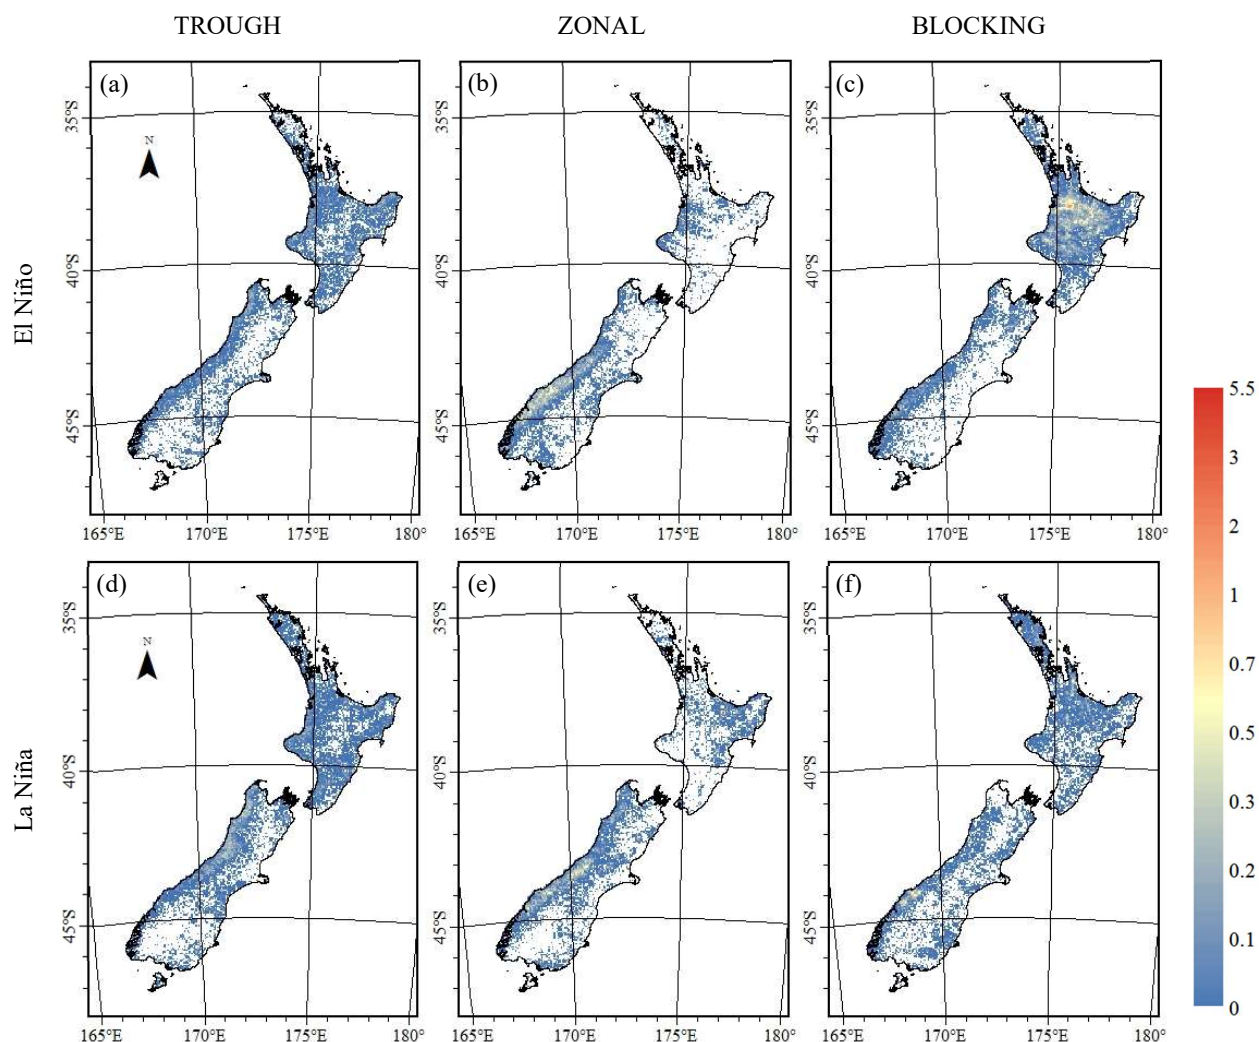 TROUGH ZONAL BLOCKING
El Niño
(a) (b) (c)
N
35°S 35°S 35°S
40°S 40°S 40°S
45°S 45°S 45°S
165°E 170°E 175°E 180° 165°E 170°E 175°E 180° 165°E 170°E 175°E 180°
La Niña
(d) (e) (f)
N
35°S 35°S 35°S
40°S 40°S 40°S
45°S 45°S 45°S
165°E 170°E 175°E 180° 165°E 170°E 175°E 180° 165°E 170°E 175°E 180°
5.5
3
2
1
0.7
0.5
0.3
0.2
0.1
0